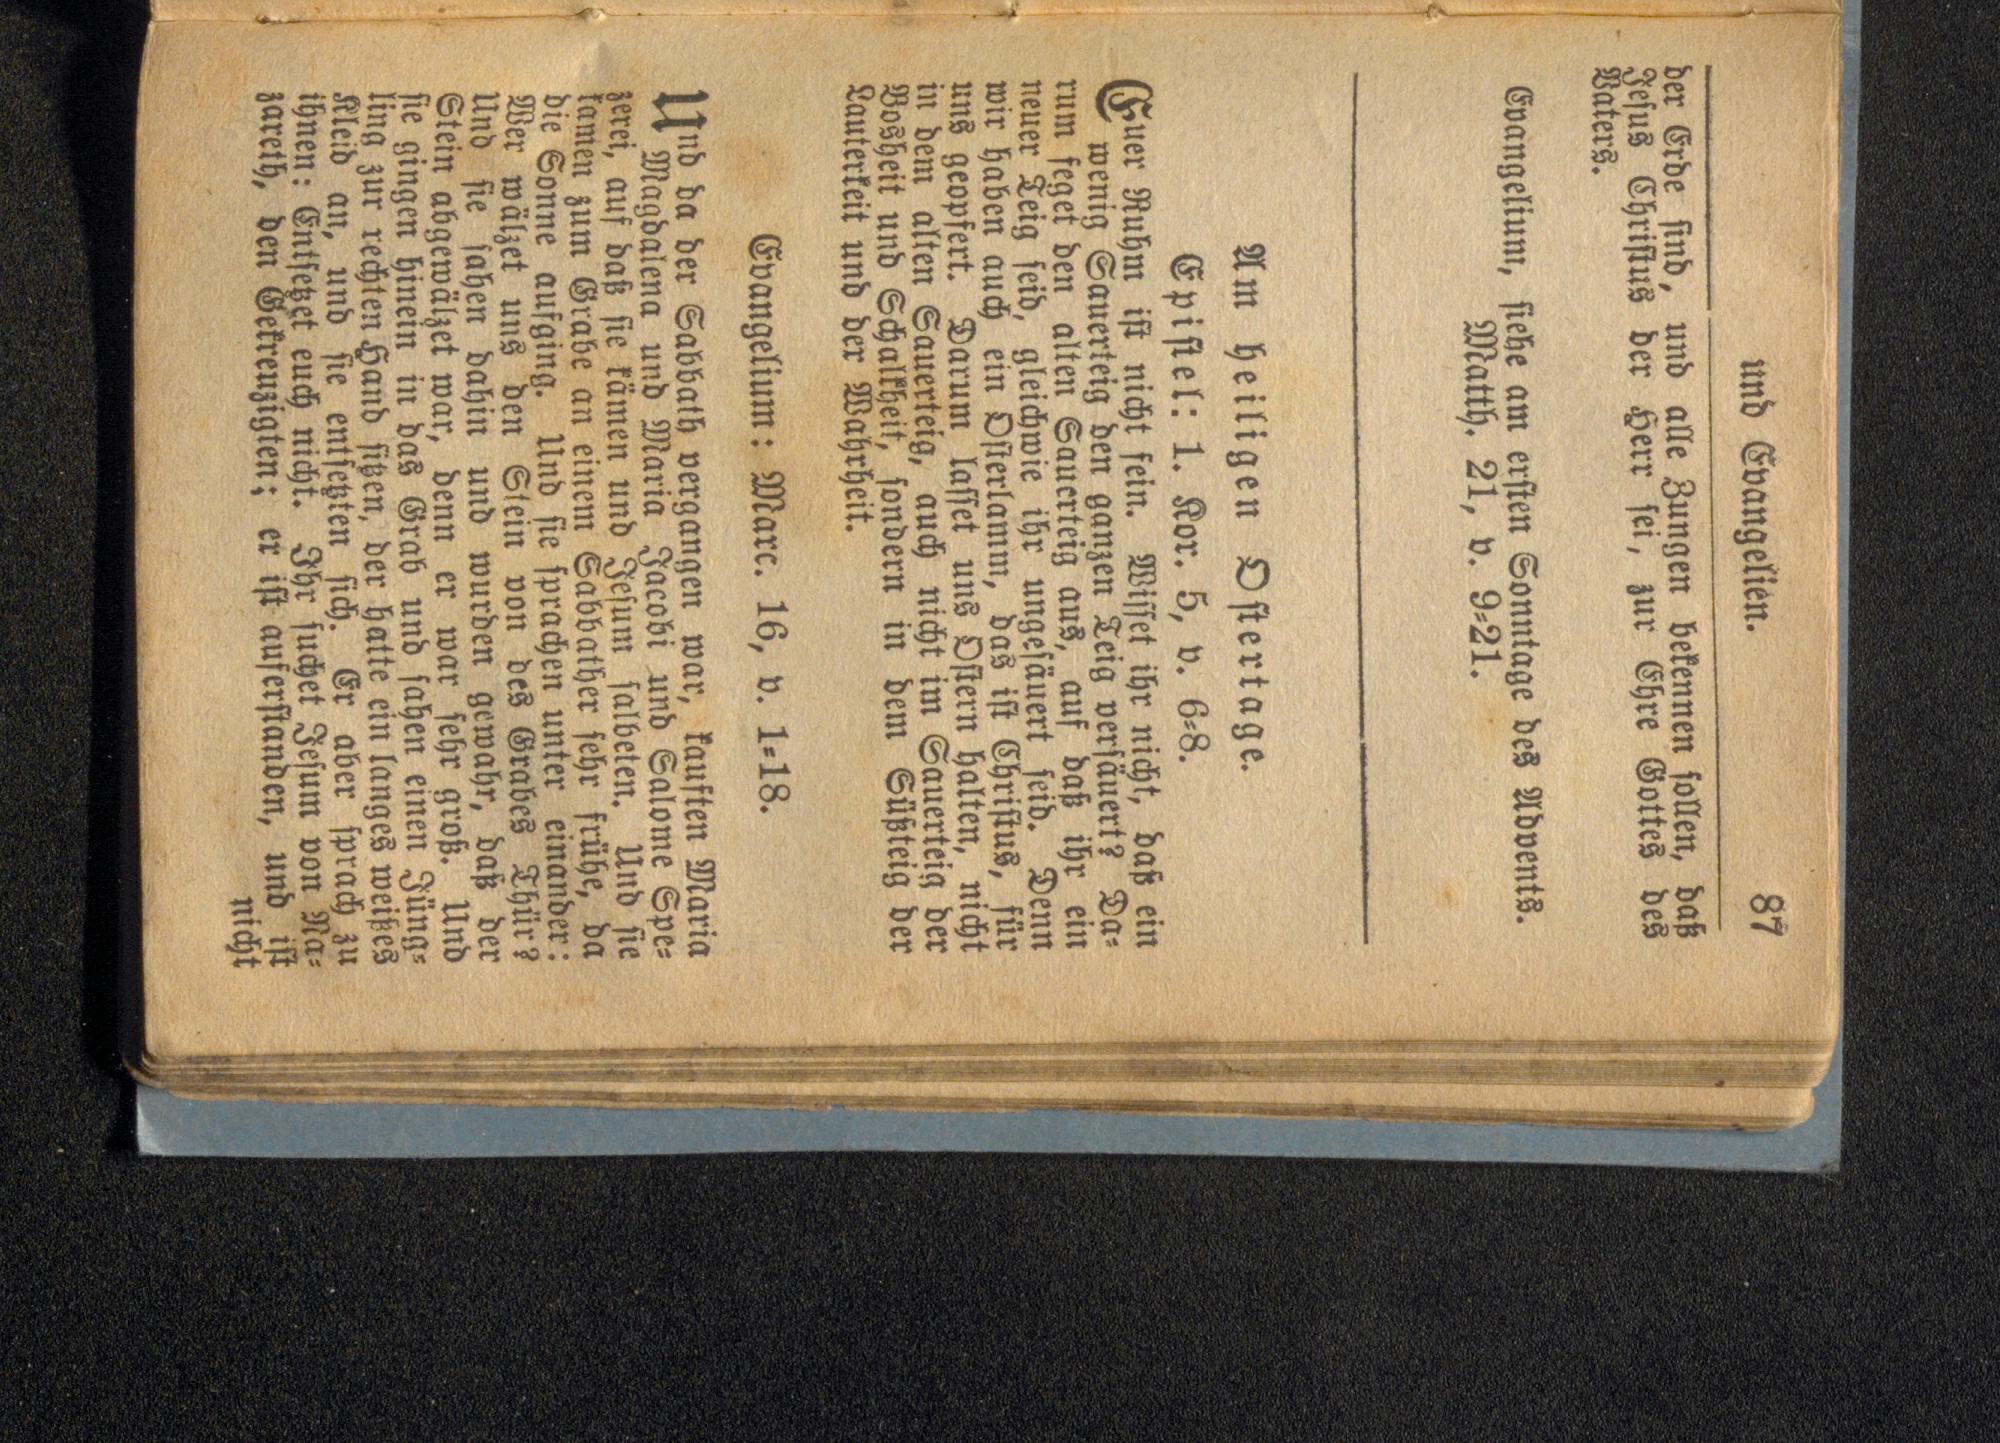 und Evangelien. 87
der Erde sind, und alle Zungen bekennen sollen, daß
Jesus Christus der Herr sei, zur Ehre Gottes des
Vaters.
Evangelium, siehe am ersten Sonntage des Advents.
Matth. 21, v. 9=21.
Am heiligen Ostertage.
Epistel: 1. Kor. 5, v. 6=8.
Euer Ruhm ist nicht fein. Wisset ihr nicht, daß ein
wenig Sauerteig den ganzen Teig versäuert? Da=
rum feget den alten Sauerteig aus, auf daß ihr ein
neuer Teig seid, gleichwie ihr ungesäuert seid. Denn
wir haben auch ein Osterlamm, das ist Christus, für
uns geopfert. Darum lasset uns Ostern halten, nicht
in dem alten Sauerteig, auch nicht im Sauerteig der
Bosheit und Schalkheit, sondern in dem Süßteig der
Lauterkeit und der Wahrheit.
Evangelium: Marc. 16, v. 1=18.
Und da der Sabbath vergangen war, kauften Maria
Magdalena und Maria Jacobi und Salome Spe=
zerei, auf daß sie kämen und Jesum salbeten. Und sie
kamen zum Grabe an einem Sabbather sehr frühe, da
die Sonne aufging. Und sie sprachen unter einander:
Wer wälzet uns den Stein von des Grabes Thür?
Und sie sahen dahin und wurden gewahr, daß der
Stein abgewälzet war, denn er war sehr groß. Und
sie gingen hinein in das Grab und sahen einen Jüng=
ling zur rechten Hand sitzen, der hatte ein langes weißes
Kleid an, und sie entsetzten sich. Er aber sprach zu
ihnen: Entsetzet euch nicht. Ihr suchet Jesum von Na=
zareth, den Gekreuzigten; er ist auferstanden, und ist
nicht